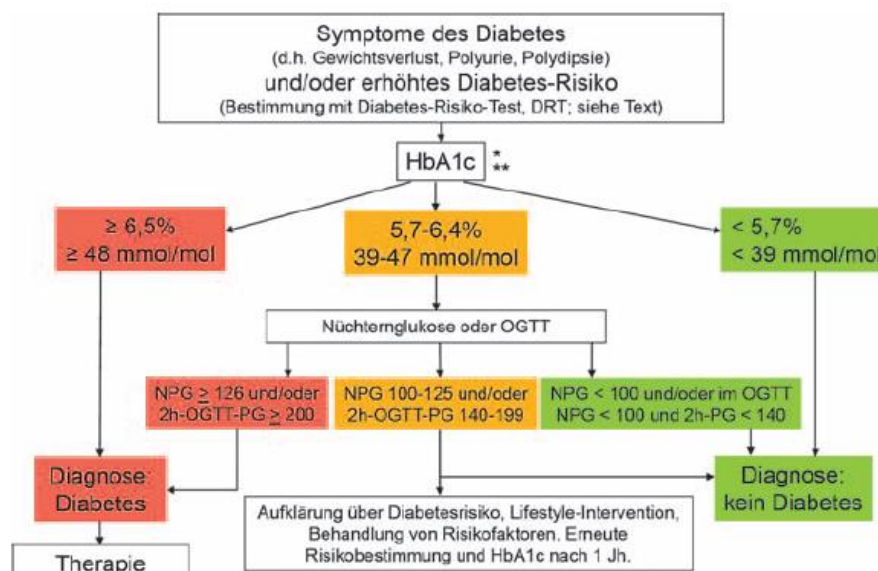 Symptome des Diabetes
(d.h. Gewichtsverlust, Polyurie, Polydipsie)
und/oder erhöhtes Diabetes-Risiko
(Bestimmung mit Diabetes-Risiko-Test, DRT; siehe Text)
HbA1c *
**
≥ 6,5%
≥ 48 mmol/mol
5,7-6,4%
39-47 mmol/mol
< 5,7%
< 39 mmol/mol
Nüchternglukose oder OGTT
NPG ≥ 126 und/oder
2h-OGTT-PG ≥ 200
NPG 100-125 und/oder
2h-OGTT-PG 140-199
NPG < 100 und/oder im OGTT
NPG < 100 und 2h-PG < 140
Diagnose:
Diabetes
Diagnose:
kein Diabetes
Aufklärung über Diabetesrisiko, Lifestyle-Intervention,
Behandlung von Risikofaktoren. Erneute
Risikobestimmung und HbA1c nach 1 Jh.
Therapie